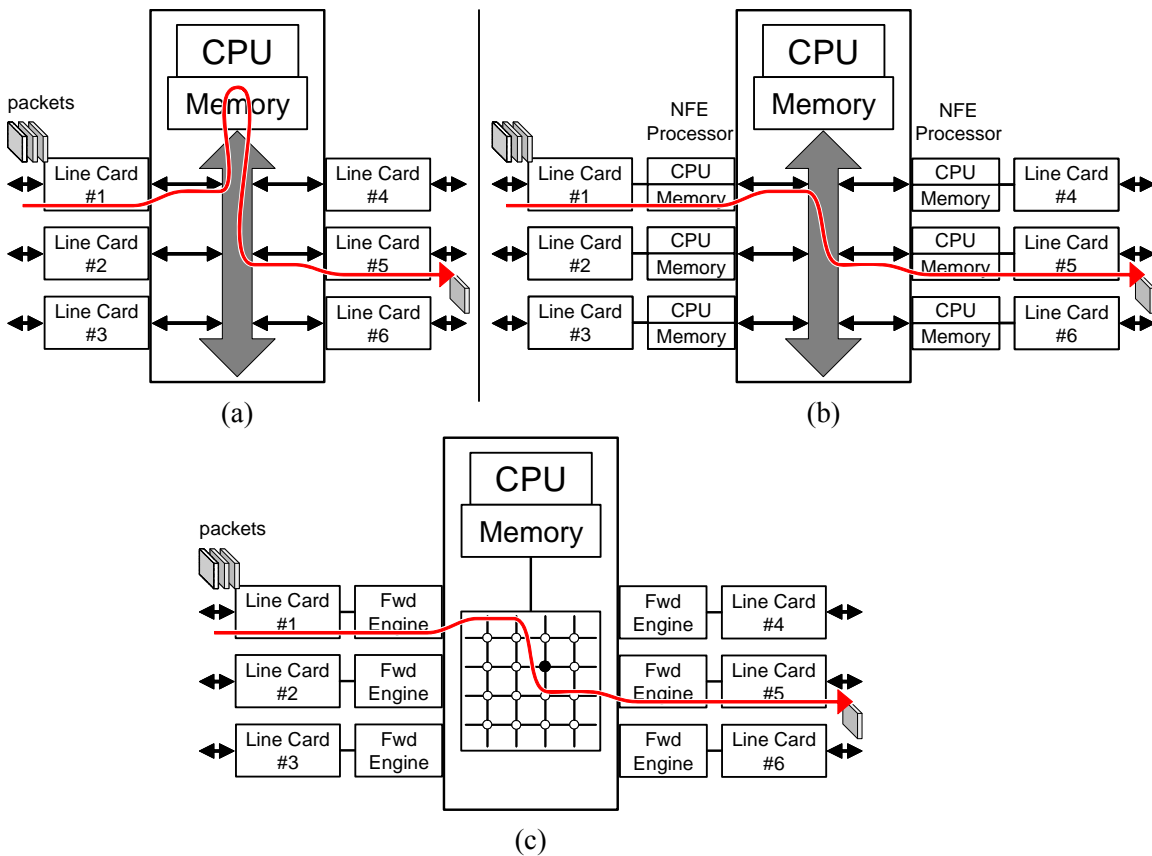 CPU
Memory
packets
Line Card
#1
Line Card
#2
Line Card
#3
Line Card
#4
Line Card
#5
Line Card
#6
(a)
CPU
Memory
NFE
Processor
NFE
Processor
Line Card
#1
CPU
Memory
Line Card
#2
CPU
Memory
Line Card
#3
CPU
Memory
CPU
Memory
Line Card
#4
CPU
Memory
Line Card
#5
CPU
Memory
Line Card
#6
(b)
CPU
Memory
packets
Line Card
#1
Fwd
Engine
Line Card
#2
Fwd
Engine
Line Card
#3
Fwd
Engine
Fwd
Engine
Line Card
#4
Fwd
Engine
Line Card
#5
Fwd
Engine
Line Card
#6
(c)